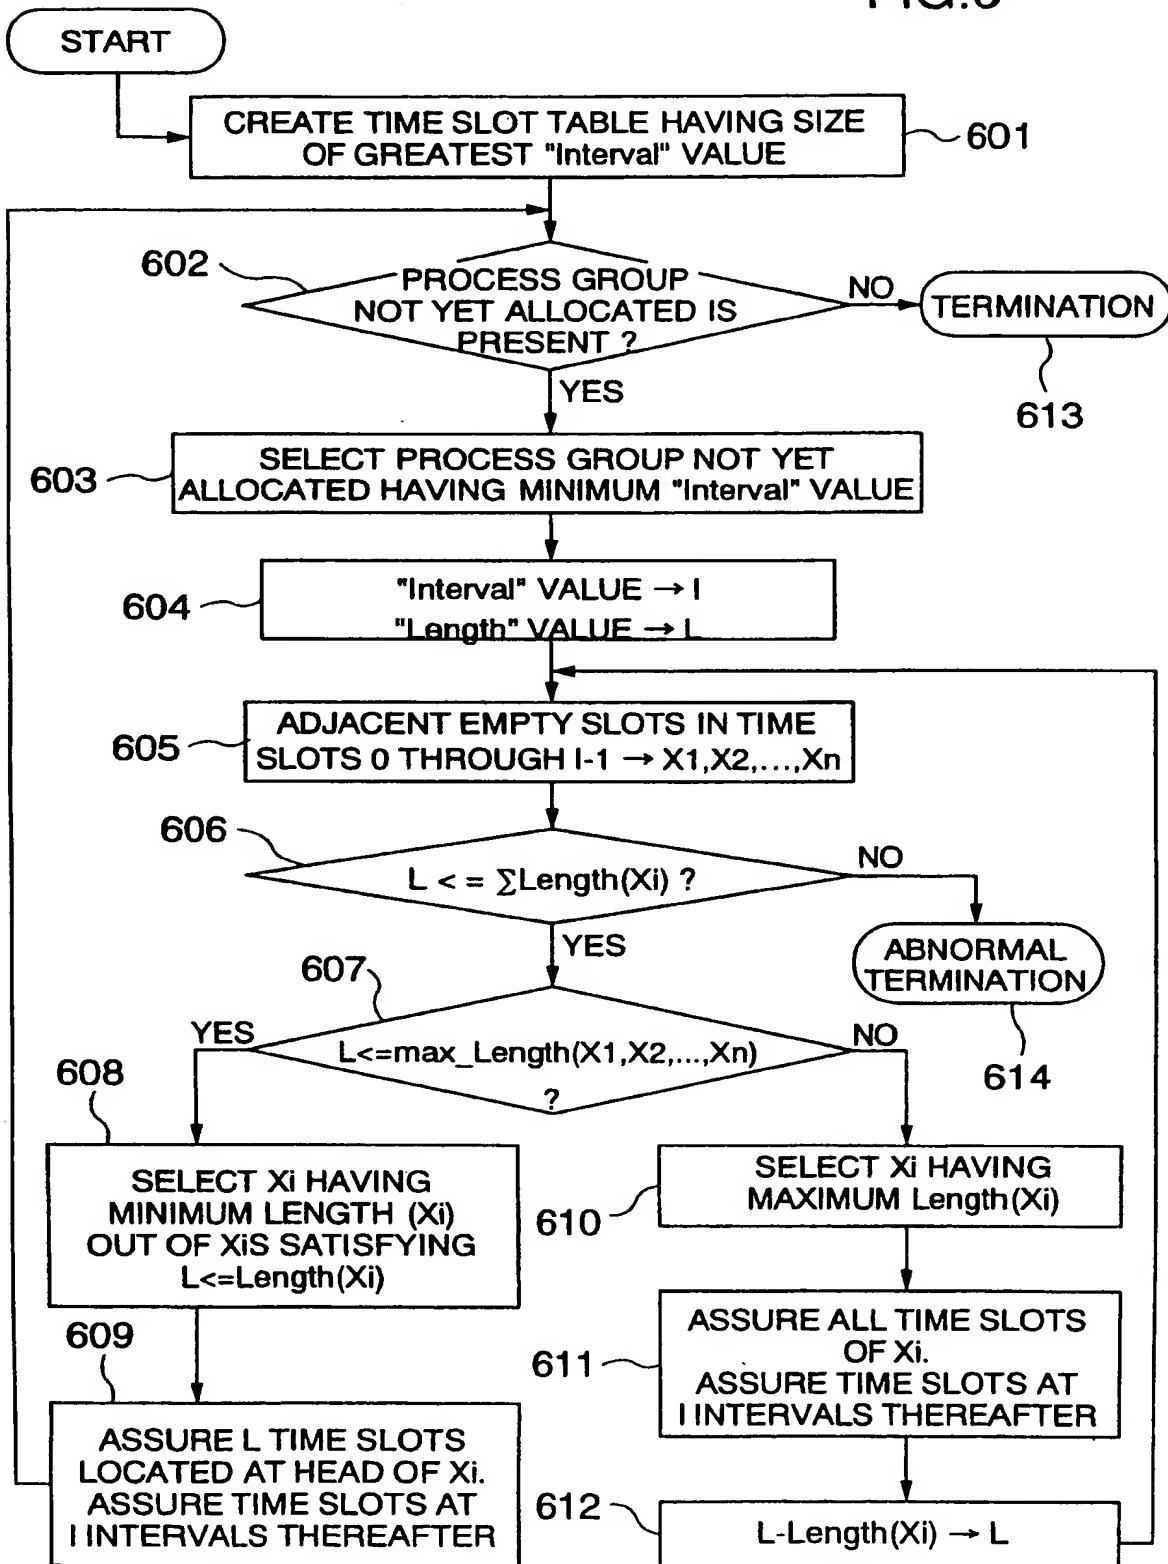 START
CREATE TIME SLOT TABLE HAVING SIZE
OF GREATEST "Interval" VALUE
601
602
PROCESS GROUP
NOT YET ALLOCATED IS
PRESENT ?
NO
TERMINATION
613
YES
603
SELECT PROCESS GROUP NOT YET
ALLOCATED HAVING MINIMUM "Interval" VALUE
604
"Interval" VALUE → I
"Length" VALUE → L
605
ADJACENT EMPTY SLOTS IN TIME
SLOTS 0 THROUGH I-1 → X1,X2,...,Xn
606
L < = ∑Length(Xi) ?
NO
ABNORMAL
TERMINATION
614
YES
607
YES
L<=max_Length(X1,X2,...,Xn)
?
NO
608
SELECT Xi HAVING
MINIMUM LENGTH (Xi)
OUT OF XiS SATISFYING
L<=Length(Xi)
610
SELECT Xi HAVING
MAXIMUM Length(Xi)
609
ASSURE L TIME SLOTS
LOCATED AT HEAD OF Xi.
ASSURE TIME SLOTS AT
I INTERVALS THEREAFTER
611
ASSURE ALL TIME SLOTS
OF Xi.
ASSURE TIME SLOTS AT
I INTERVALS THEREAFTER
612
L-Length(Xi) → L